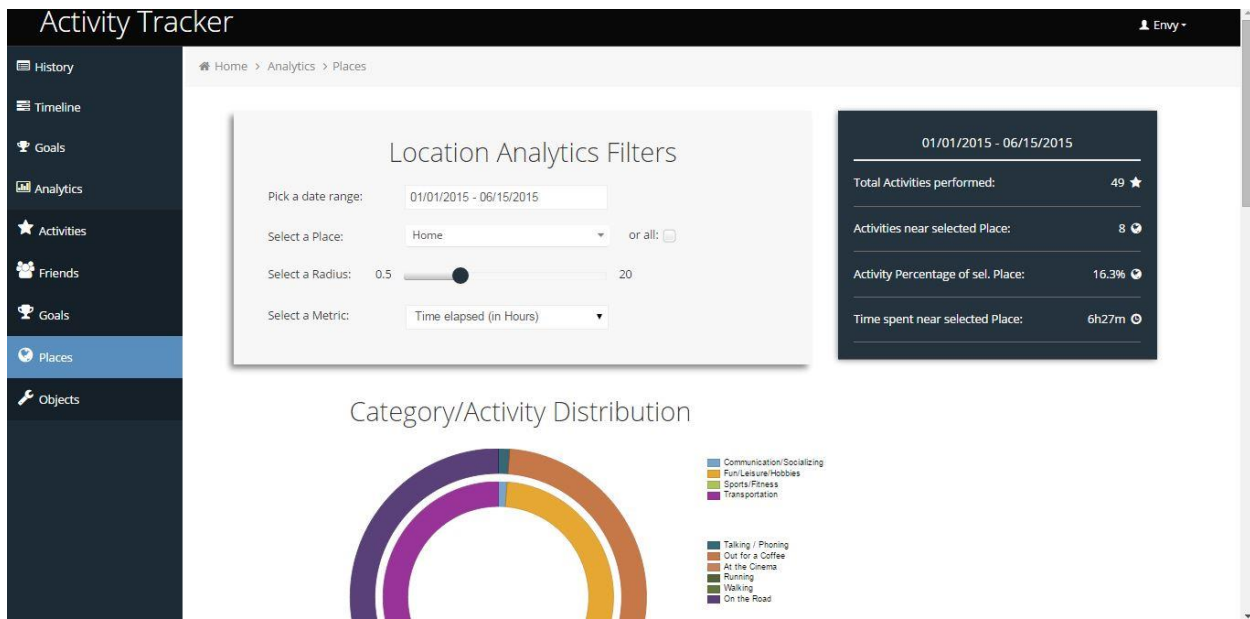 Activity Tracker
Envy
History
Timeline
Goals
Analytics
Activities
Friends
Goals
Places
Objects
Home > Analytics > Places
Location Analytics Filters
Pick a date range: 01/01/2015 - 06/15/2015
Select a Place: Home or all:
Select a Radius: 0.5 20
Select a Metric: Time elapsed (in Hours)
01/01/2015 - 06/15/2015
Total Activities performed: 49
Activities near selected Place: 8
Activity Percentage of sel. Place: 16.3%
Time spent near selected Place: 6h27m
Category/Activity Distribution
Communication/Socializing
Fun/Leisure/Hobbies
Sports/Fitness
Transportation
Talking / Phoning
Out for a Coffee
At the Cinema
Running
Walking
On the Road